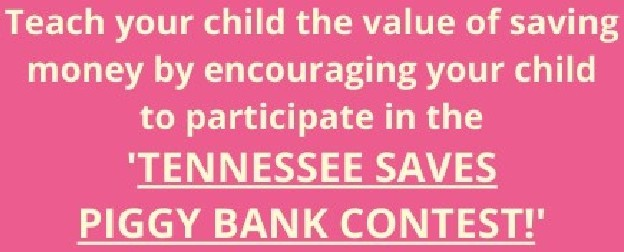 Teach your child the value of saving
money by encouraging your child
to participate in the
'TENNESSEE SAVES
PIGGY BANK CONTEST!'